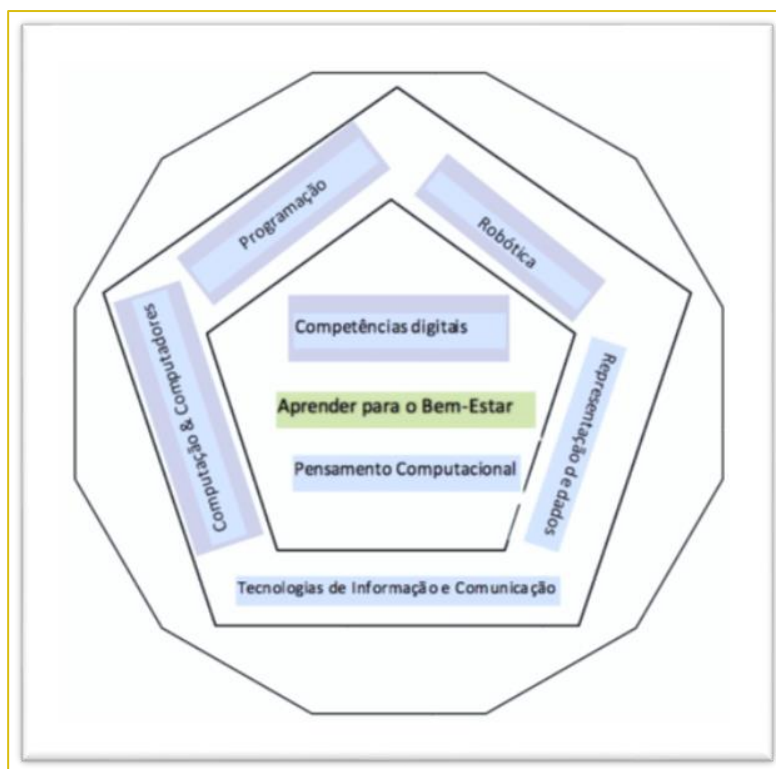 Programação
Robótica
Computação & Computadores
Competências digitais
Aprender para o Bem-Estar
Pensamento Computacional
Representação de dados
Tecnologias de Informação e Comunicação